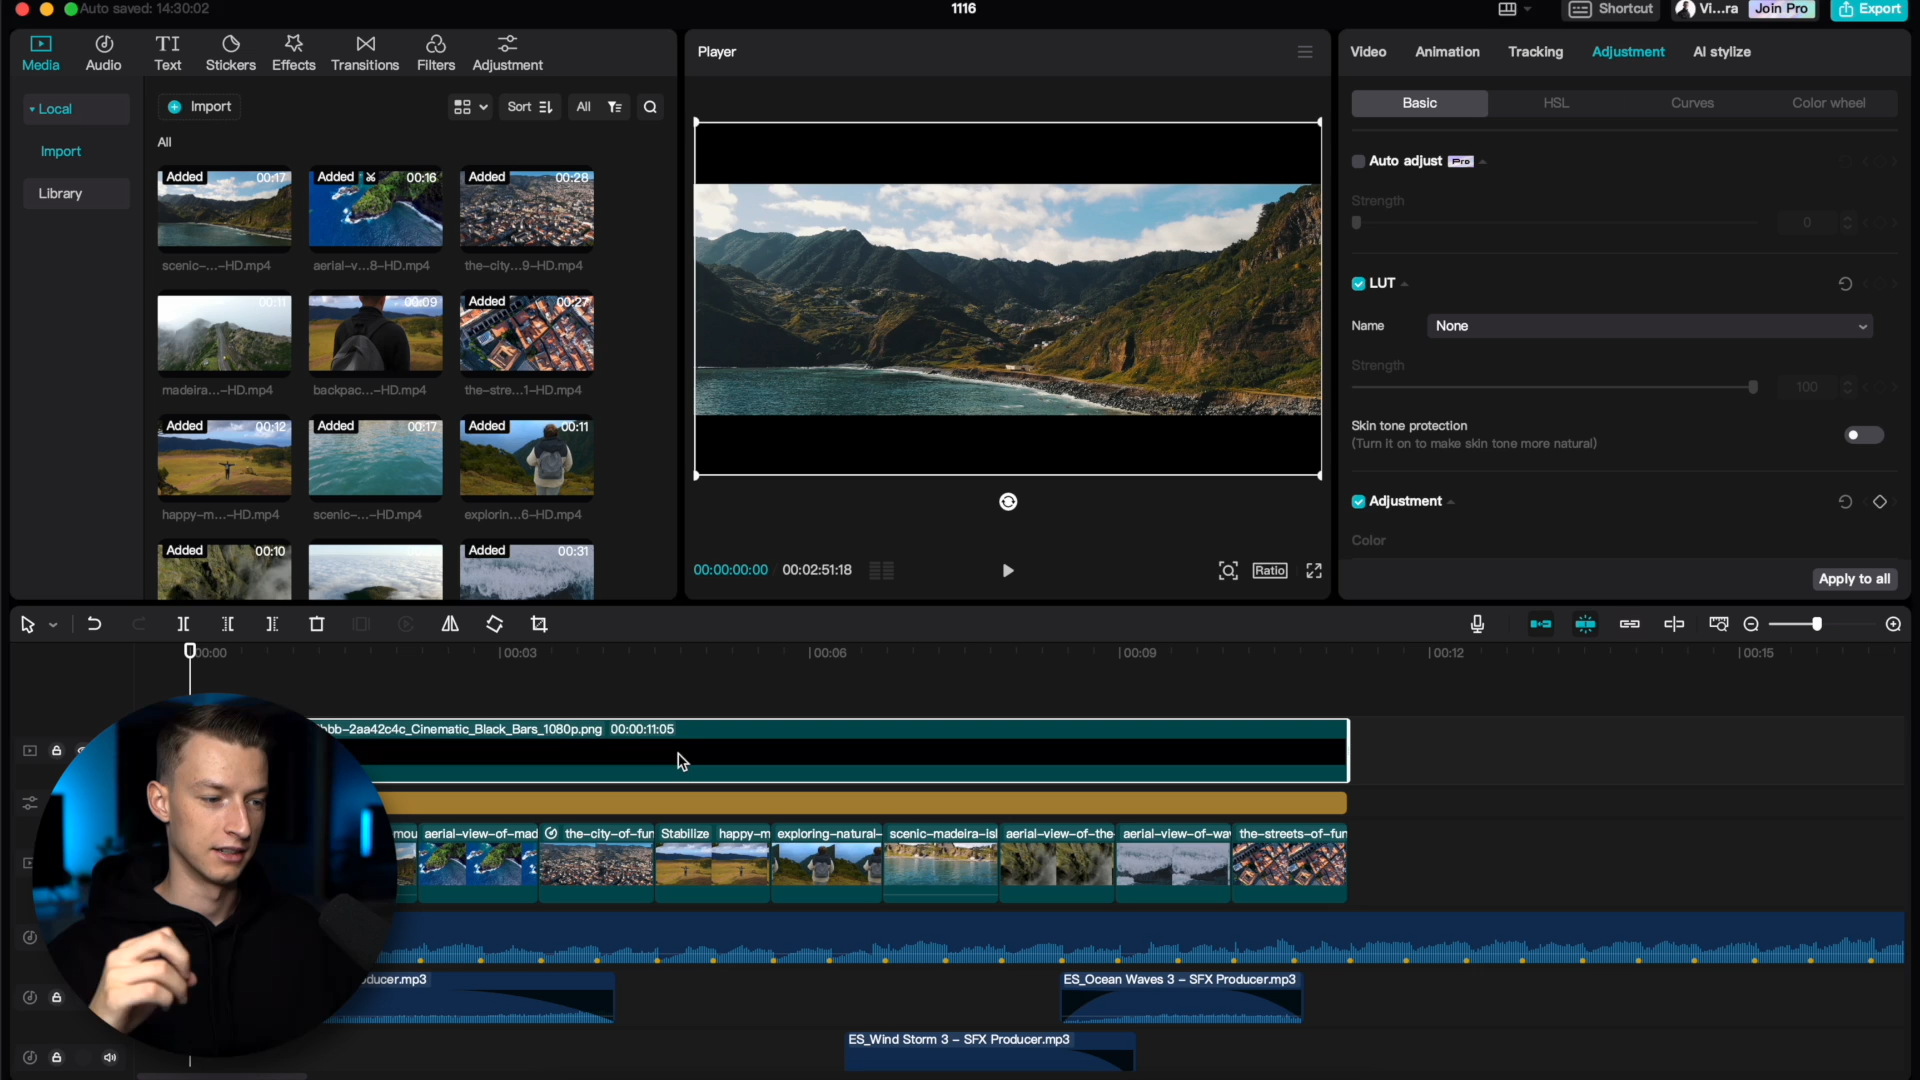 Auto saved: 14:30:02
1116
Shortcut
Vi...ra
Join Pro
Export
Media
Audio
Text
Stickers
Effects
Transitions
Filters
Adjustment
Player
Video
Animation
Tracking
Adjustment
AI stylize
Local
Import
Library
Import
Sort
All
All
Added 00:17
Added 00:16
Added 00:28
scenic-...-HD.mp4
aerial-v...8-HD.mp4
the-city...9-HD.mp4
00:11
00:09
Added 00:27
madeira...-HD.mp4
backpac...-HD.mp4
the-stre...1-HD.mp4
Added 00:12
Added 00:17
Added 00:11
happy-m...-HD.mp4
scenic-...-HD.mp4
explorin...6-HD.mp4
Added 00:10
Added 00:31
00:00:00:00
00:02:51:18
Ratio
Basic
HSL
Curves
Color wheel
Auto adjust Pro
Strength
0
LUT
Name
None
Strength
100
Skin tone protection
(Turn it on to make skin tone more natural)
Adjustment
Color
Apply to all
00:00
00:03
00:06
00:09
00:12
00:15
bbb-2aa42c4c_Cinematic_Black_Bars_1080p.png 00:00:11:05
mou
aerial-view-of-mad
the-city-of-fun
Stabilize happy-m
exploring-natural-
scenic-madeira-isl
aerial-view-of-the-
aerial-view-of-wa
the-streets-of-fun
ducer.mp3
ES_Ocean Waves 3 – SFX Producer.mp3
ES_Wind Storm 3 – SFX Producer.mp3